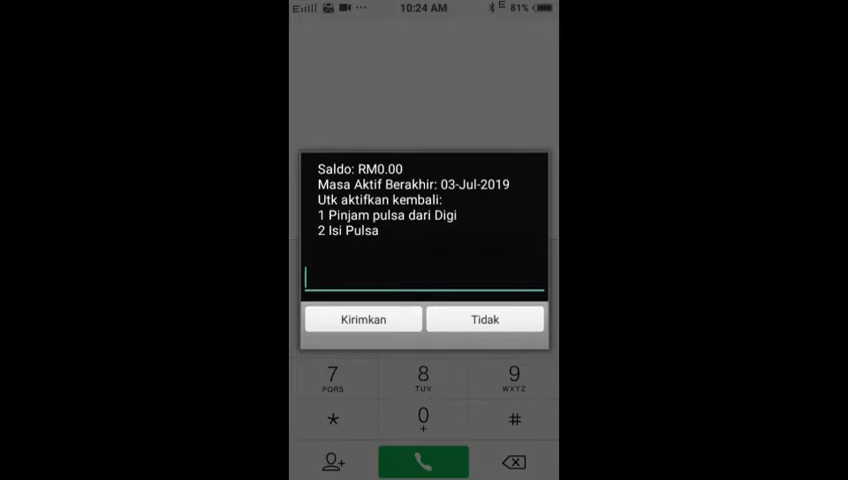 10:24 AM
E 81%
Saldo: RM0.00
Masa Aktif Berakhir: 03-Jul-2019
Utk aktifkan kembali:
1 Pinjam pulsa dari Digi
2 Isi Pulsa
Kirimkan Tidak
7 8 9
PQRS TUV WXYZ
* 0 #
+